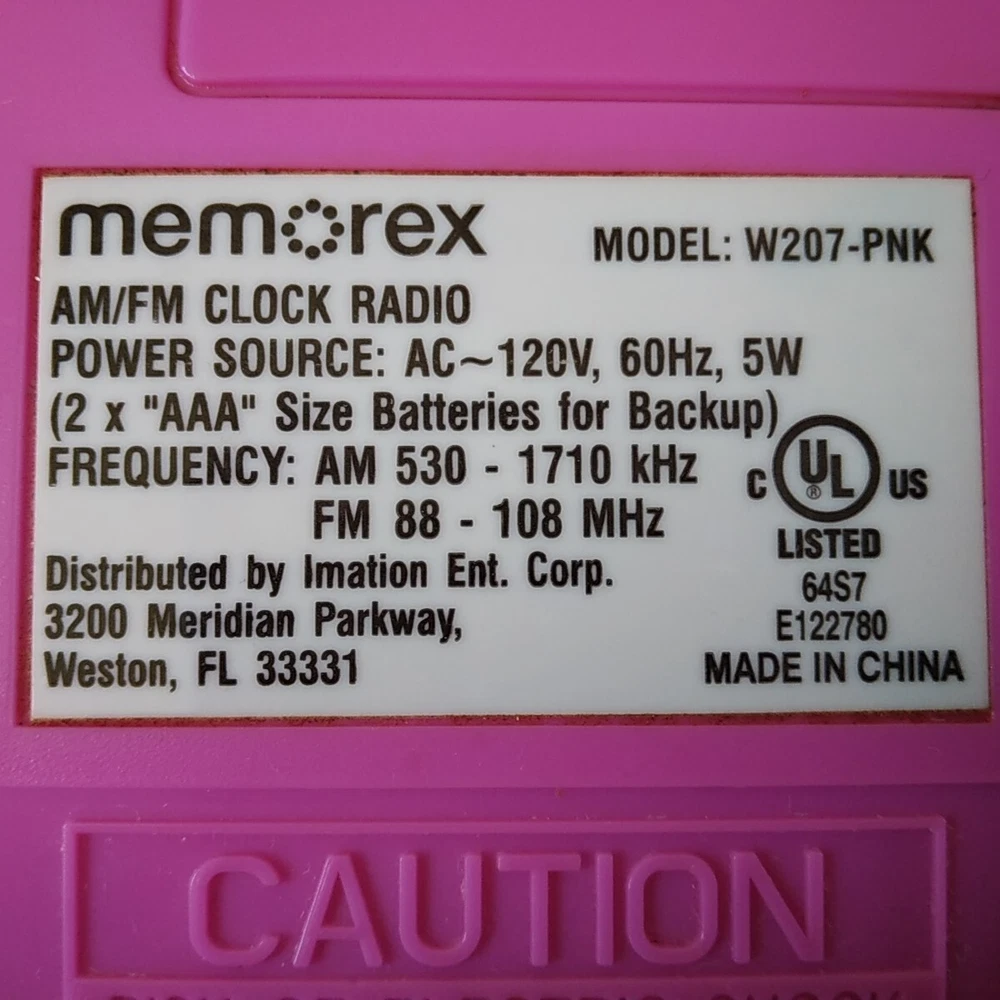 memorex
MODEL: W207-PNK
AM/FM CLOCK RADIO
POWER SOURCE: AC~120V, 60Hz, 5W
(2 x "AAA" Size Batteries for Backup)
FREQUENCY: AM 530 - 1710 kHz
FM 88 - 108 MHz
C UL ® US
LISTED
64S7
E122780
MADE IN CHINA
Distributed by Imation Ent. Corp.
3200 Meridian Parkway,
Weston, FL 33331
CAUTION